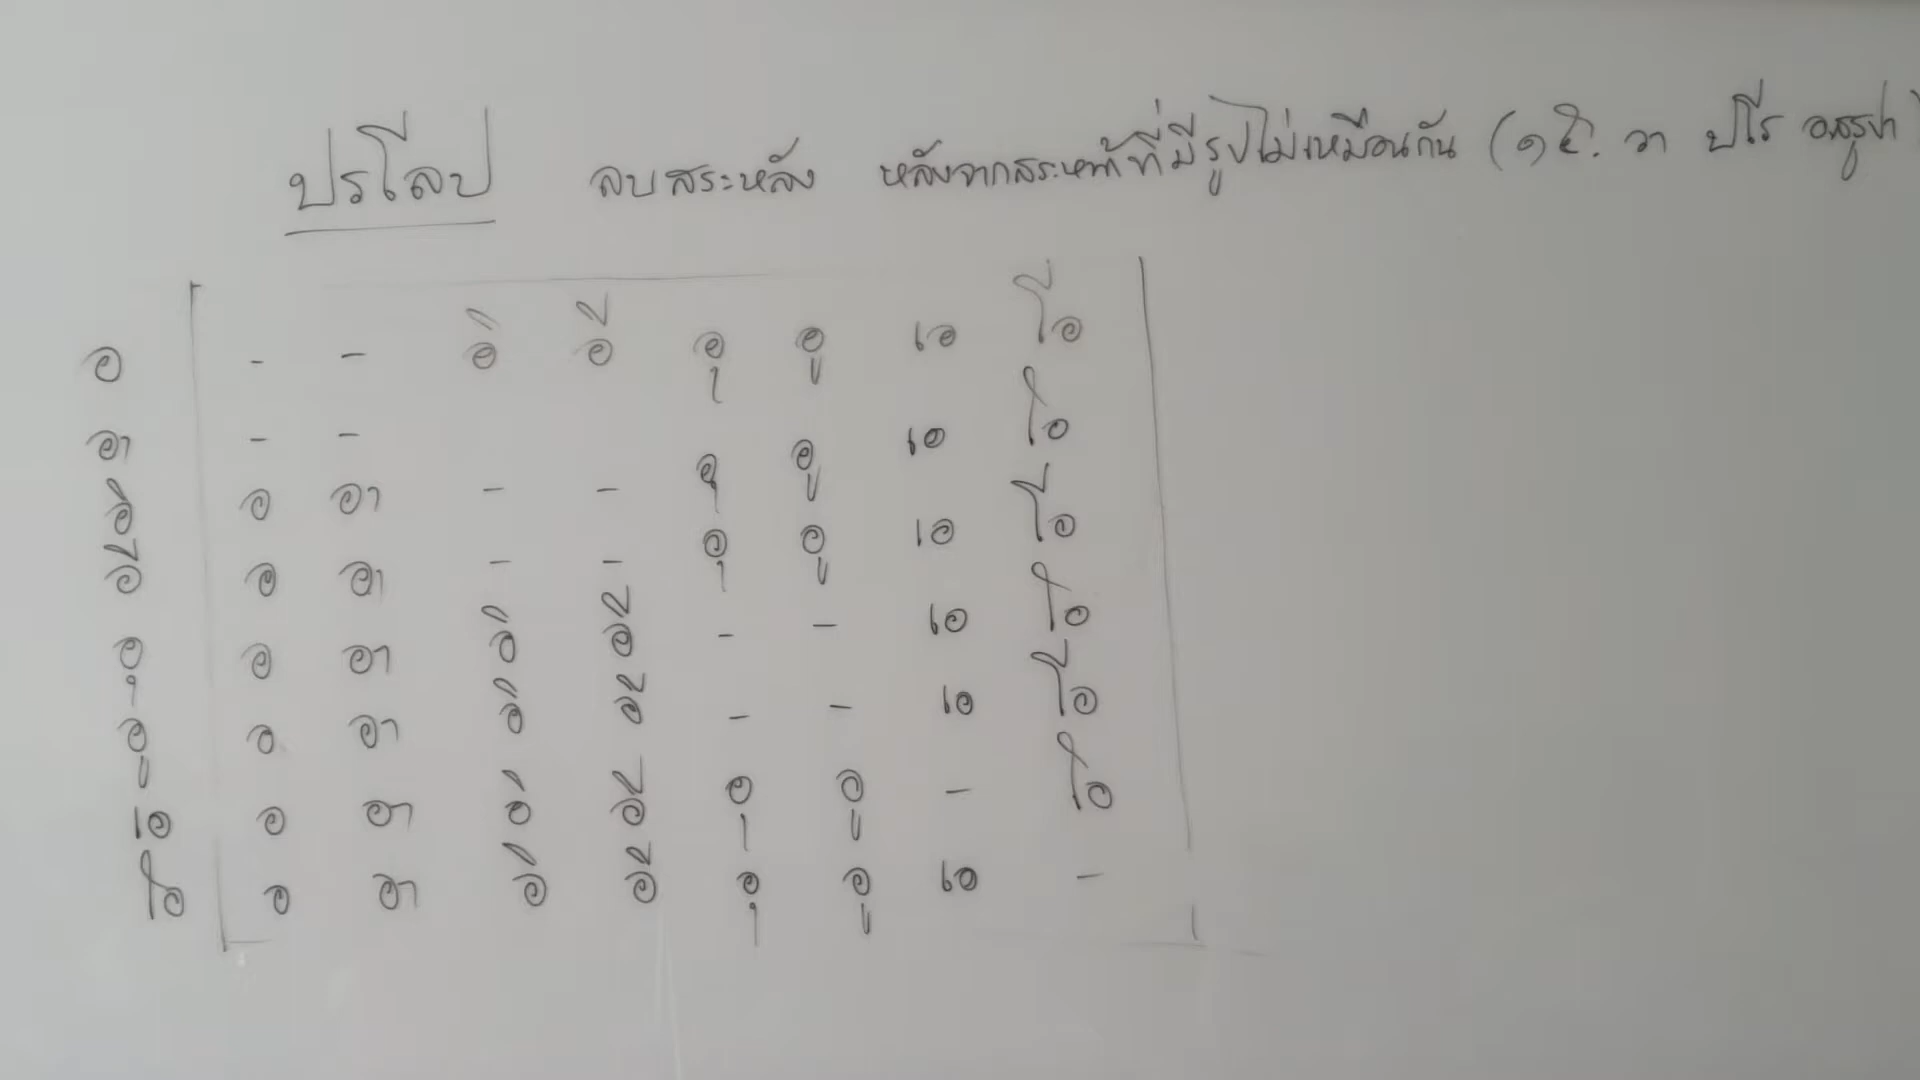 ปรโลป ลบสระหลัง หลังจากสระหน้าที่มีรูปไม่เหมือนกัน (๑๕. วา ปโร อสรูปา)
อ - - อิ อี อุ อู เอ โอ
อา - - อุ อู เอ โอ
อิ อ อา - - อุ อู เอ โอ
อี อ อา - - เอ โอ
อุ อ อา อิ อี - - เอ โอ
อู อ อา อิ อี - - เอ โอ
เอ อ อา อิ อี อุ อู - โอ
โอ อ อา อิ อี อุ อู เอ -